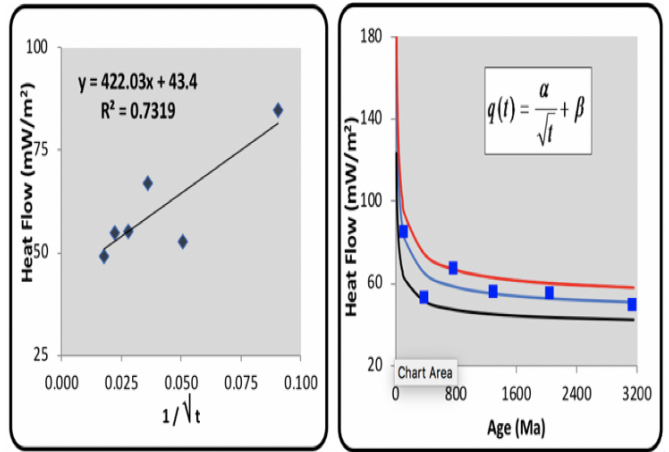 100
75
50
25
Heat Flow (mW/m²)
y = 422.03x + 43.4
R² = 0.7319
0.000 0.025 0.050 0.075 0.100
1/√t
180
140
100
60
20
Heat Flow (mW/m²)
q(t) = α/√t + β
Chart Area
0 800 1600 2400 3200
Age (Ma)